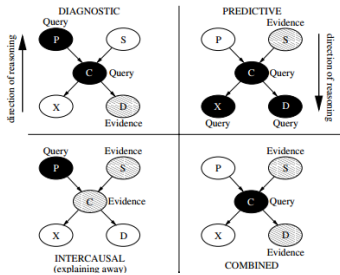 DIAGNOSTIC
Query
P
S
direction of reasoning
C
Query
X
D
Evidence
PREDICTIVE
Evidence
P
S
direction of reasoning
C
Query
X
D
Query
Query
Evidence
Query
P
S
C
Evidence
X
D
INTERCAUSAL
(explaining away)
Evidence
P
S
C
Query
X
D
Evidence
COMBINED